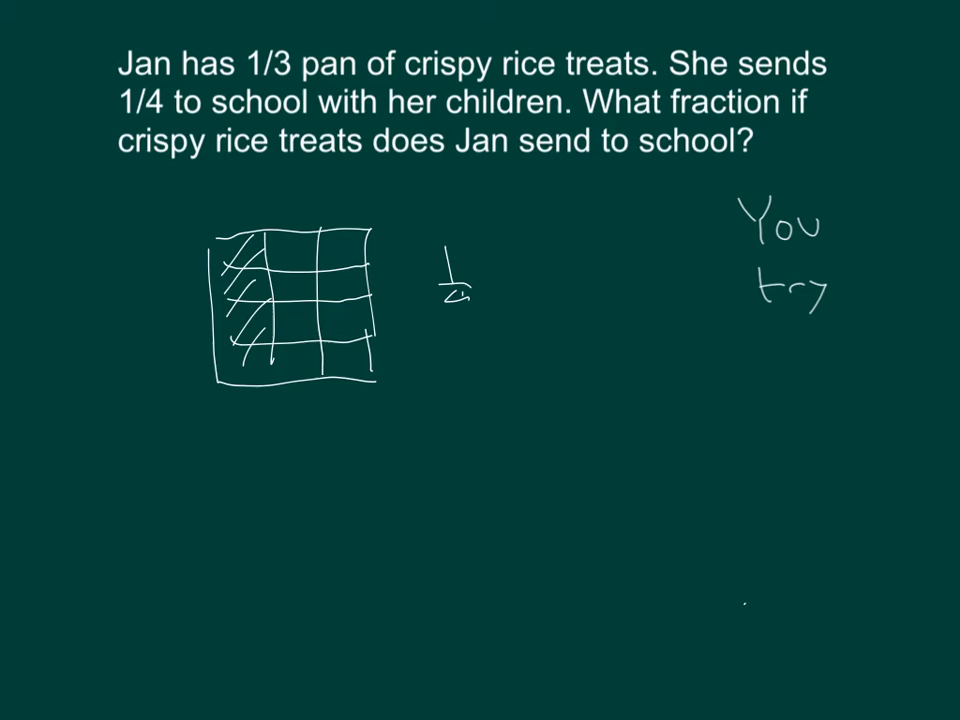 Jan has 1/3 pan of crispy rice treats. She sends
1/4 to school with her children. What fraction if
crispy rice treats does Jan send to school?
You
try
1